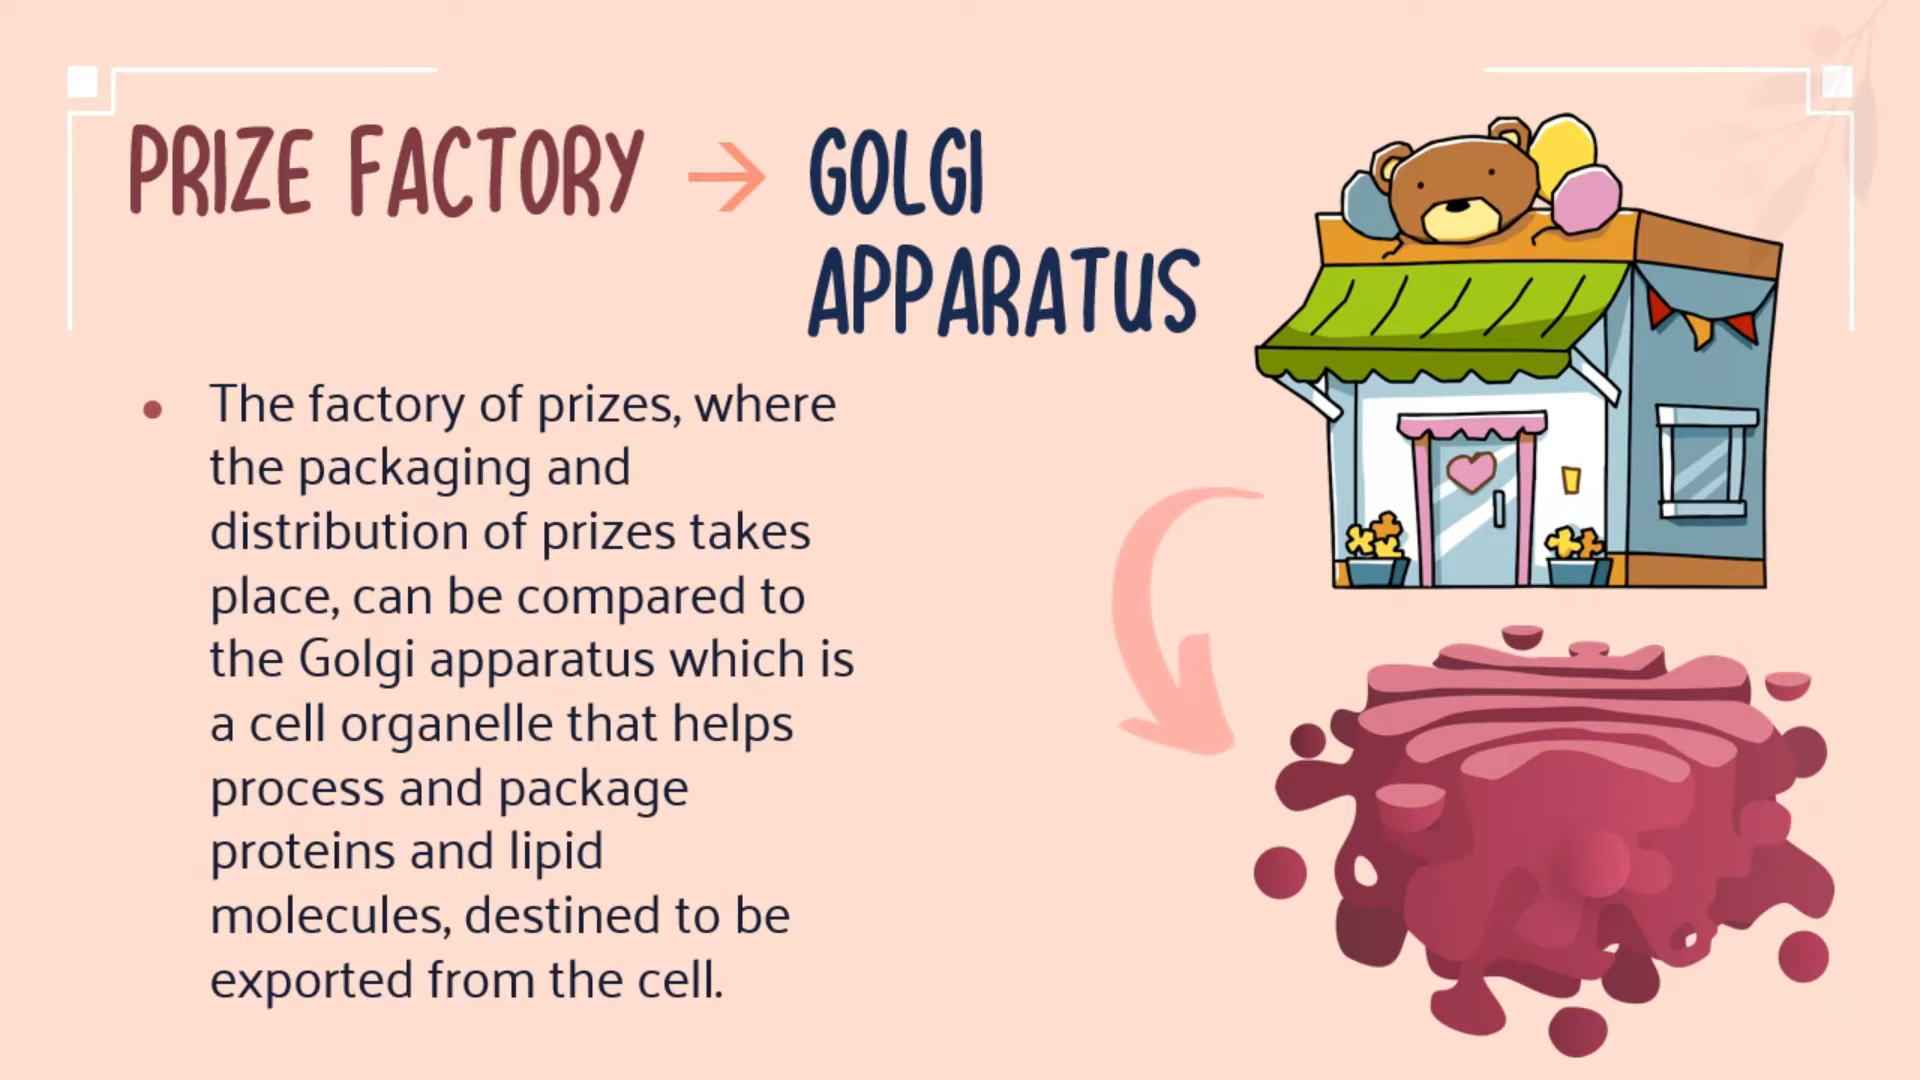 PRIZE FACTORY → GOLGI
APPARATUS
• The factory of prizes, where
the packaging and
distribution of prizes takes
place, can be compared to
the Golgi apparatus which is
a cell organelle that helps
process and package
proteins and lipid
molecules, destined to be
exported from the cell.